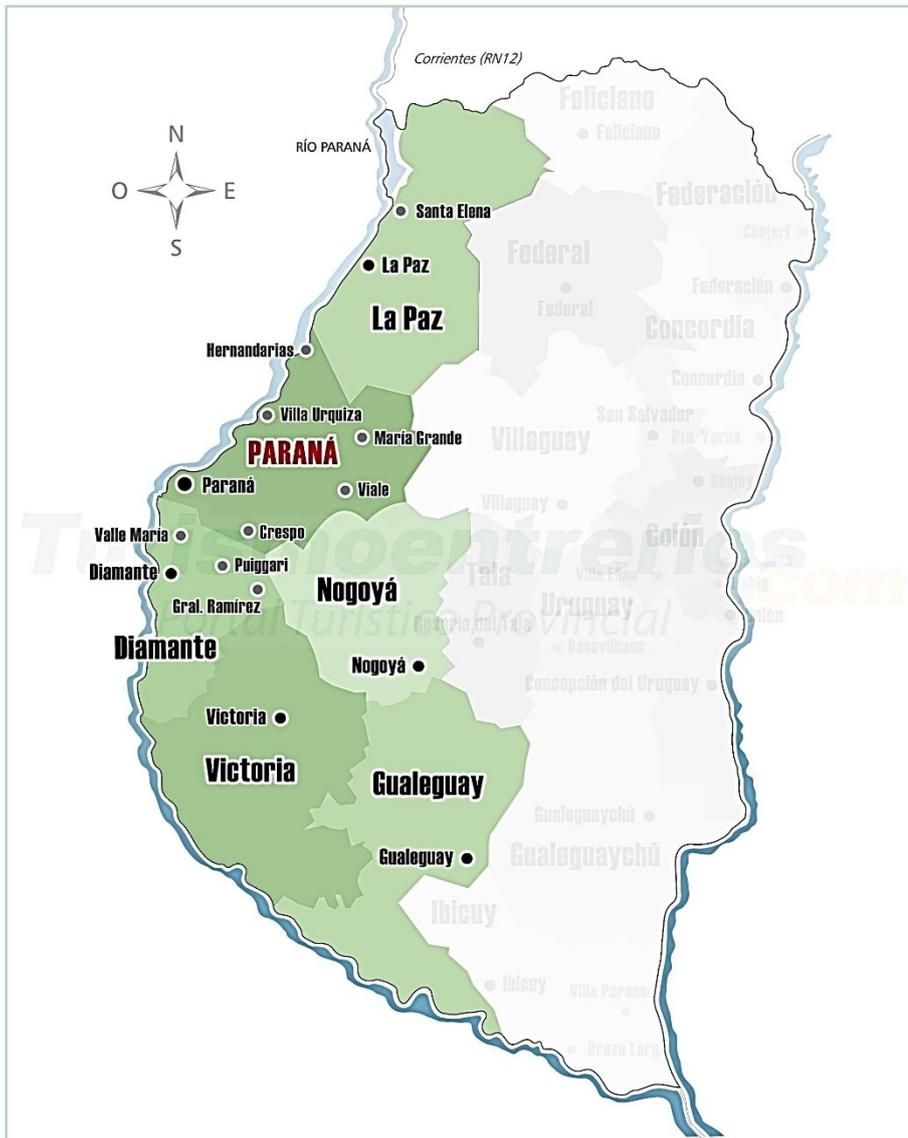 Corrientes (RN12)
Feliciano
Feliciano
N
RÍO PARANÁ
O
E
S
Federación
Santa Elena
Chajarí
Federal
La Paz
Federación
Federal
La Paz
Concordia
Hernandarias
Concordia
Villa Urquiza
San Salvador
María Grande
Villaguay
Pto. Yeruá
PARANÁ
Paraná
Viale
Ubajay
Villaguay
Turismoentrerios
.com
Valle María
Crespo
Colón
Puiggari
Diamante
Tala
Villa Elisa
Nogoyá
Gral. Ramírez
Uruguay
Portal Turístico Provincial
Rosario del Tala
Colón
Diamante
Basavilbaso
Nogoyá
Concepción del Uruguay
Victoria
Victoria
Gualeguay
Gualeguaychú
Gualeguay
Gualeguaychú
Ibicuy
Ibicuy
Villa Paranac
Brazo Larg